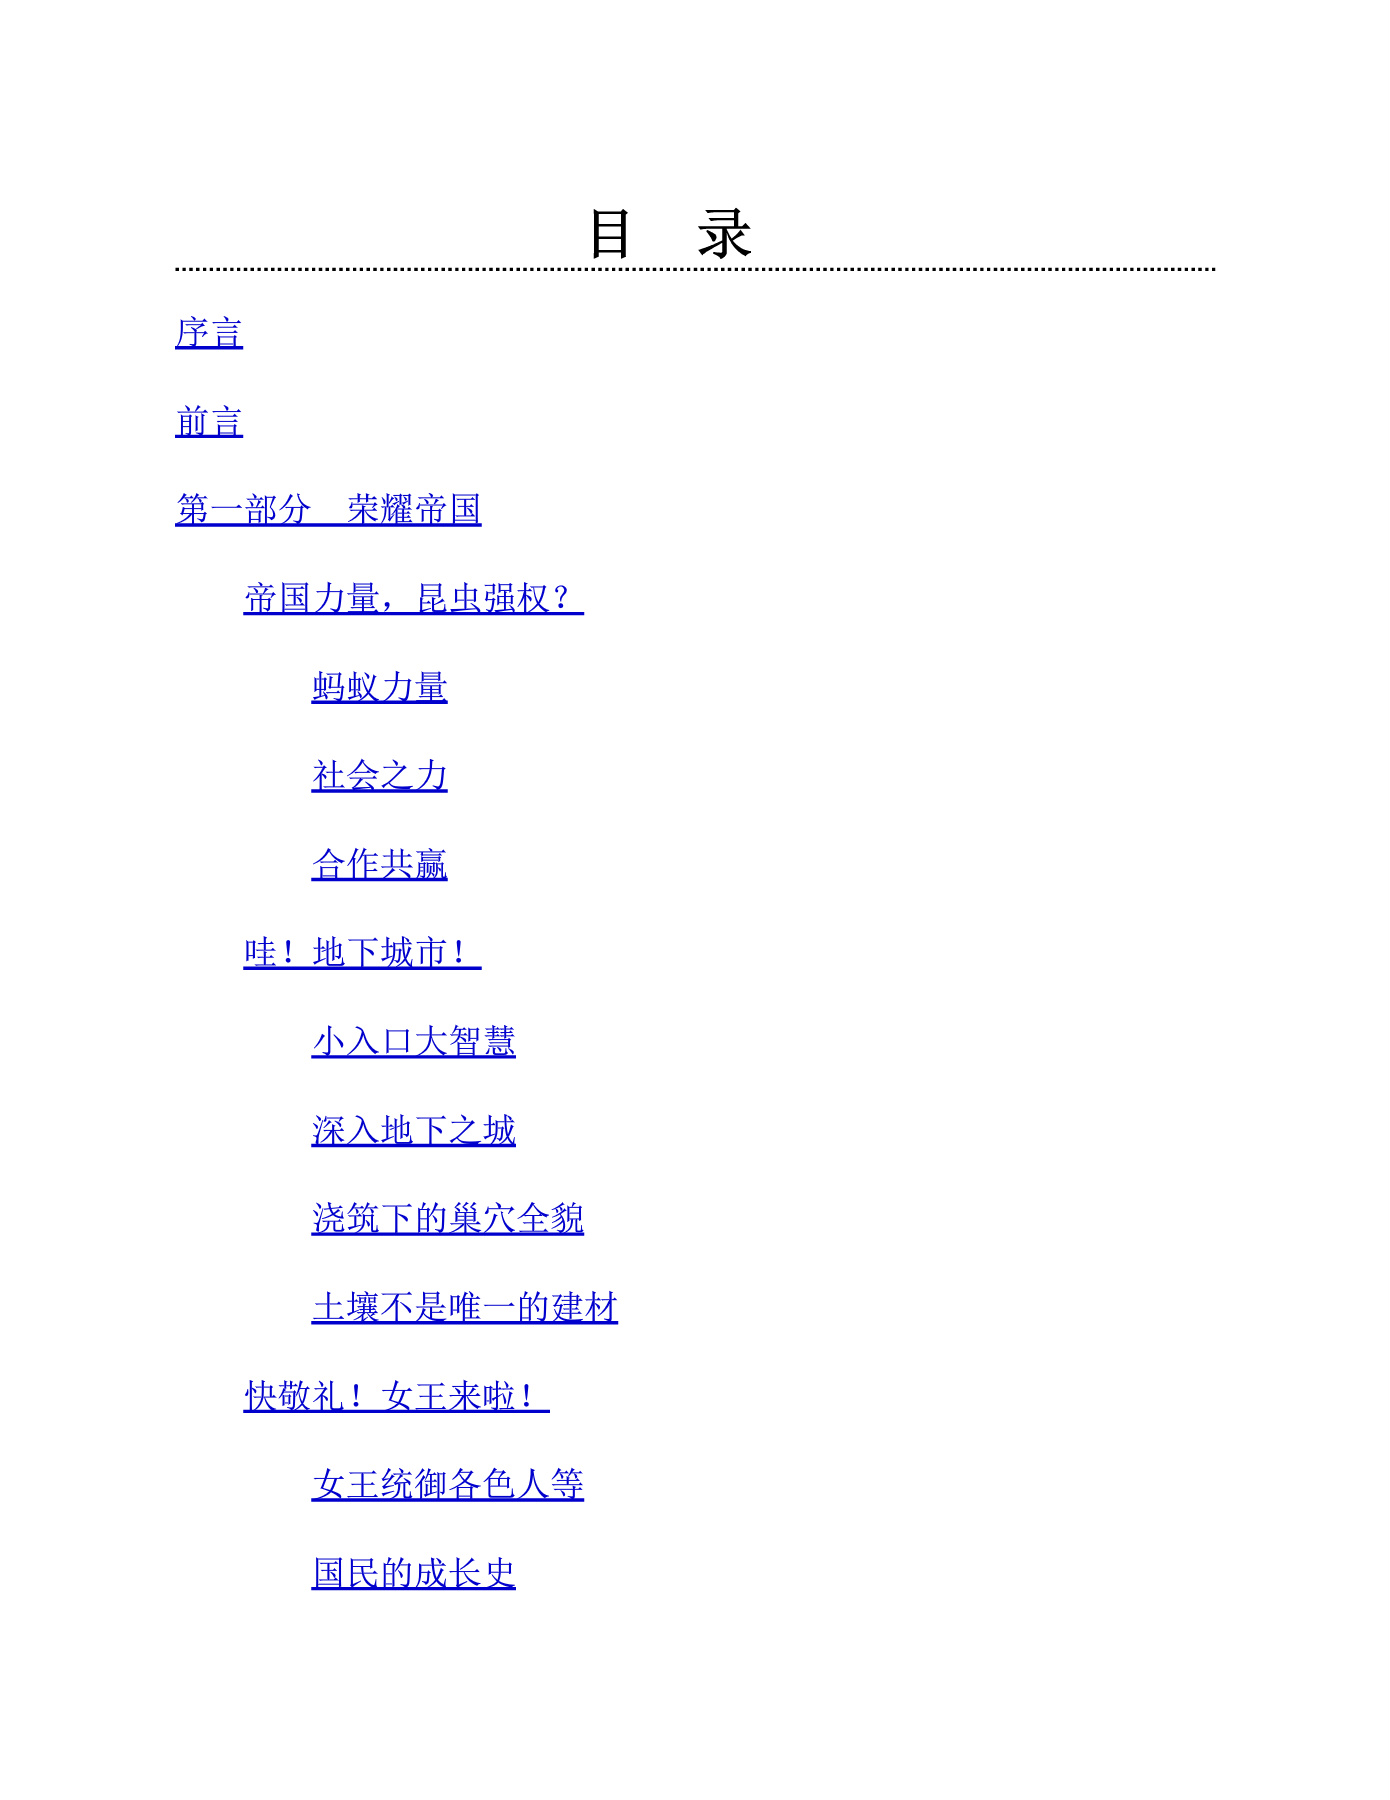 目　录
序言
前言
第一部分　荣耀帝国
帝国力量，昆虫强权？
蚂蚁力量
社会之力
合作共赢
哇！地下城市！
小入口大智慧
深入地下之城
浇筑下的巢穴全貌
土壤不是唯一的建材
快敬礼！女王来啦！
女王统御各色人等
国民的成长史